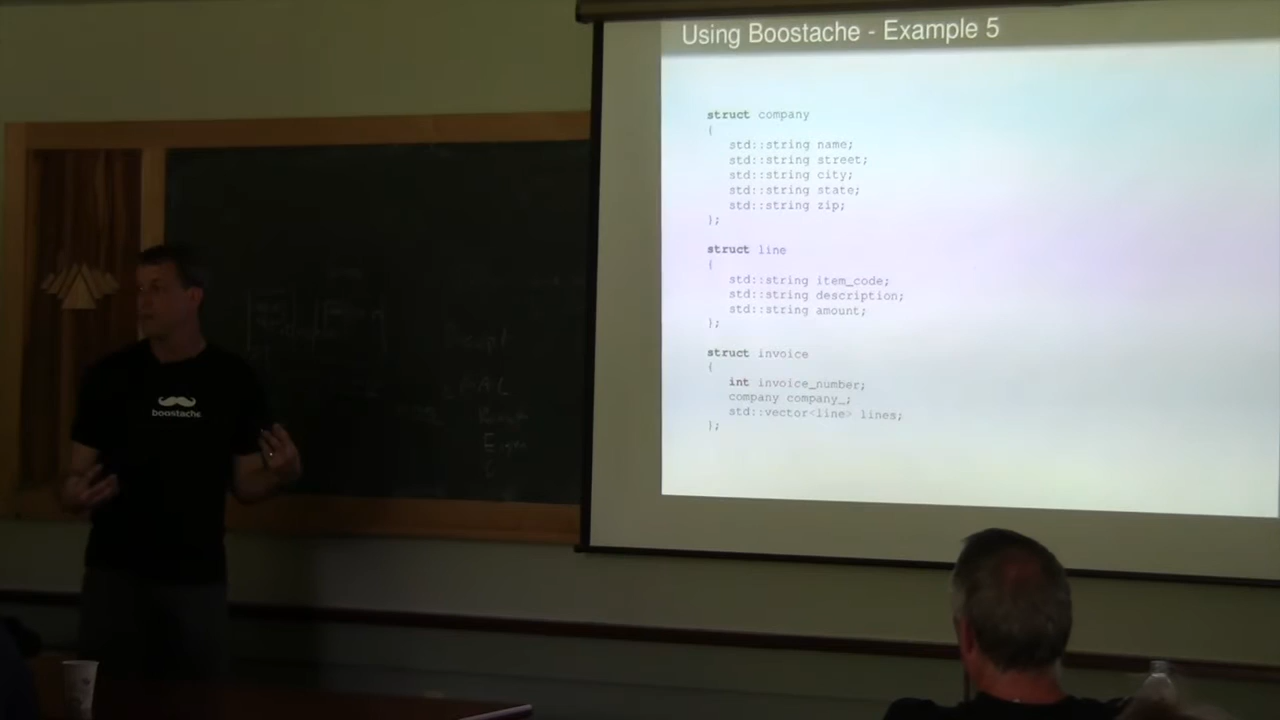 Using Boostache - Example 5
struct company
{
std::string name;
std::string street;
std::string city;
std::string state;
std::string zip;
};
struct line
{
std::string item_code;
std::string description;
std::string amount;
};
struct invoice
{
int invoice_number;
company company_;
std::vector<line> lines;
};
boostache